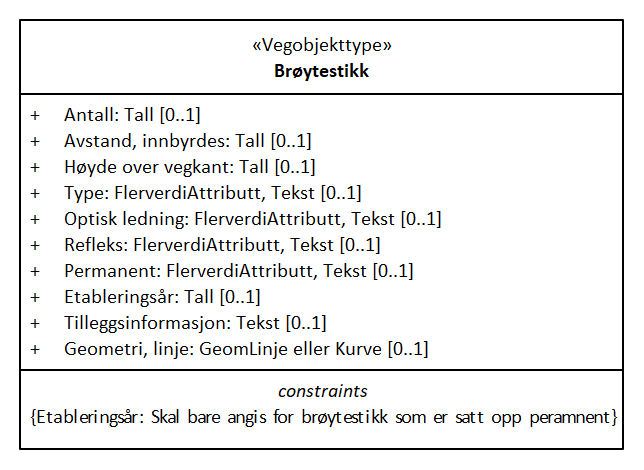 «Vegobjekttype»
Brøytestikk
+ Antall: Tall [0..1]
+ Avstand, innbyrdes: Tall [0..1]
+ Høyde over vegkant: Tall [0..1]
+ Type: FlerverdiAttributt, Tekst [0..1]
+ Optisk ledning: FlerverdiAttributt, Tekst [0..1]
+ Refleks: FlerverdiAttributt, Tekst [0..1]
+ Permanent: FlerverdiAttributt, Tekst [0..1]
+ Etableringsår: Tall [0..1]
+ Tilleggsinformasjon: Tekst [0..1]
+ Geometri, linje: GeomLinje eller Kurve [0..1]
constraints
{Etableringsår: Skal bare angis for brøytestikk som er satt opp peramnent}